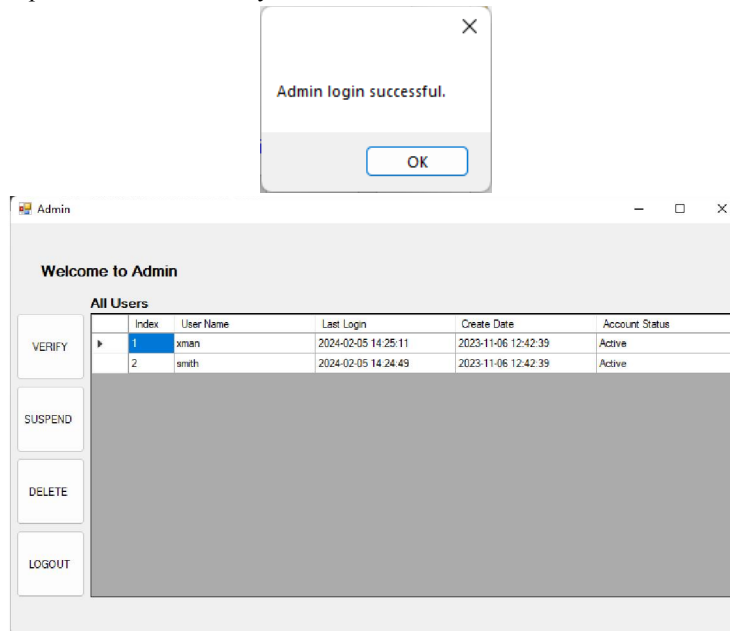 Admin login successful.
OK
Admin
Welcome to Admin
All Users
Index User Name Last Login Create Date Account Status
VERIFY
1 xman 2024-02-05 14:25:11 2023-11-06 12:42:39 Active
2 smith 2024-02-05 14:24:49 2023-11-06 12:42:39 Active
SUSPEND
DELETE
LOGOUT